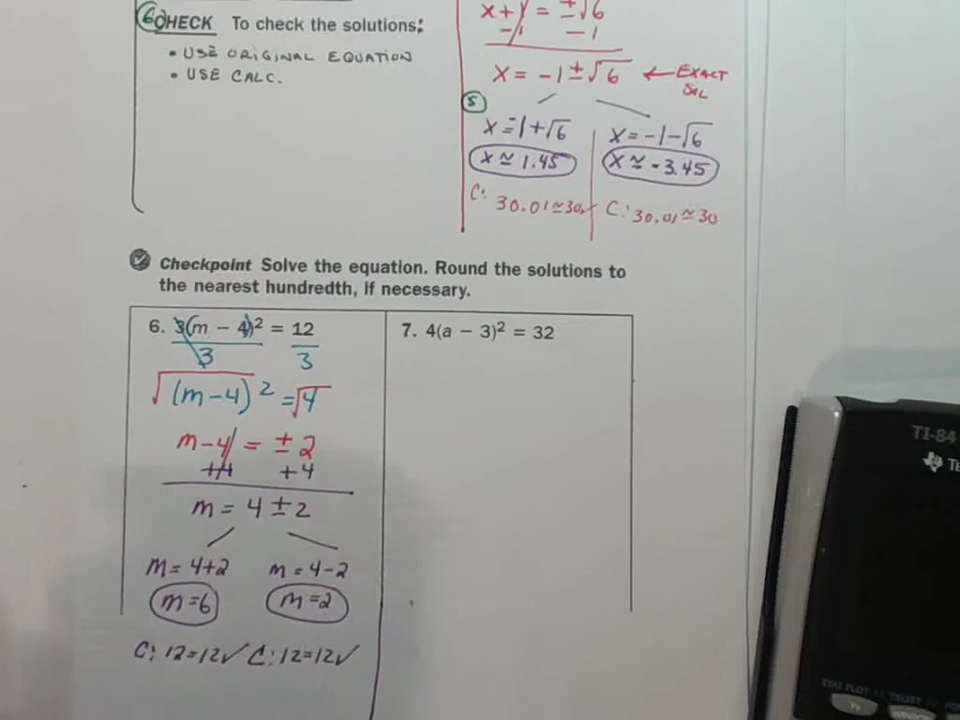 6 CHECK To check the solutions:
• USE ORIGINAL EQUATION
• USE CALC.
x+1 = ±√6
-1 -1
x = -1 ± √6 ← EXACT SOL
5
x = -1 + √6
x ≈ 1.45
C: 30.01 ≈ 30 ✓
x = -1 - √6
x ≈ -3.45
C: 30.01 ≈ 30
Checkpoint Solve the equation. Round the solutions to
the nearest hundredth, if necessary.
6. 3(m − 4)² = 12
3 3
√(m-4)² = √4
m-4 = ± 2
+4 +4
m = 4 ± 2
m = 4+2 m = 4-2
m = 6 m = 2
C: 12=12✓ C: 12=12✓
7. 4(a − 3)² = 32
TI-84
STAT PLOT
Y=